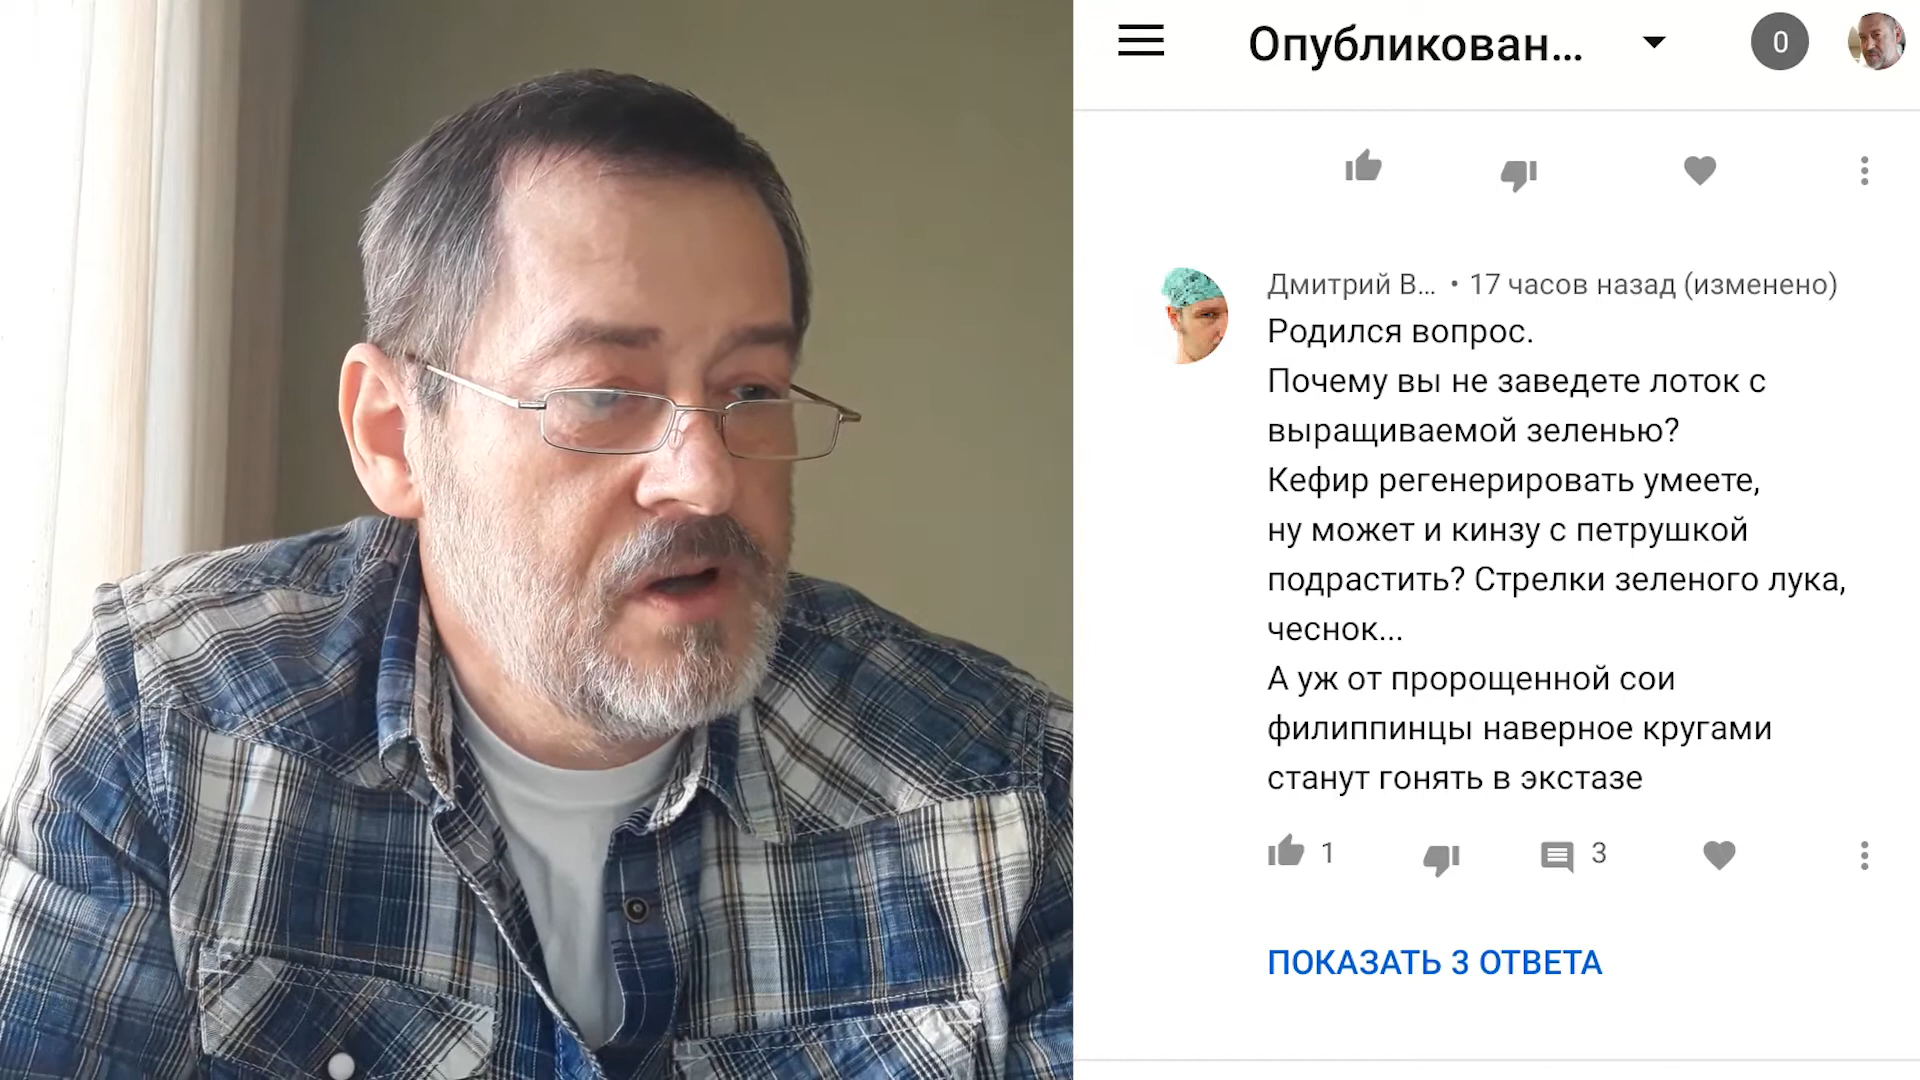 Опубликован...
0
Дмитрий В... • 17 часов назад (изменено)
Родился вопрос.
Почему вы не заведете лоток с
выращиваемой зеленью?
Кефир регенерировать умеете,
ну может и кинзу с петрушкой
подрастить? Стрелки зеленого лука,
чеснок...
А уж от пророщенной сои
филиппинцы наверное кругами
станут гонять в экстазе
1
3
ПОКАЗАТЬ 3 ОТВЕТА